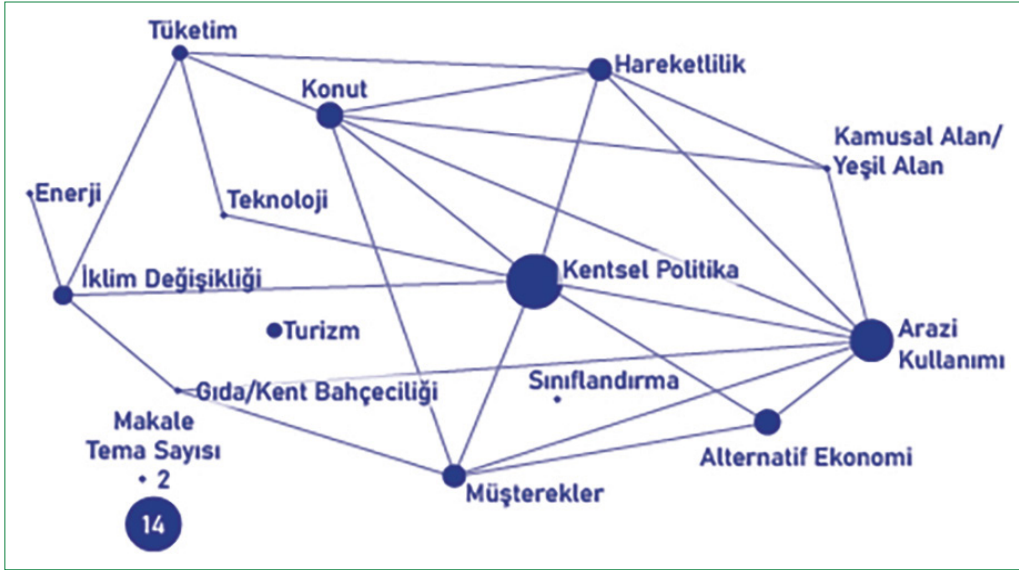 Tüketim
Hareketlilik
Konut
Kamusal Alan/
Yeşil Alan
Enerji
Teknoloji
Kentsel Politika
İklim Değişikliği
Turizm
Arazi
Kullanımı
Sınıflandırma
Gıda/Kent Bahçeciliği
Makale
Tema Sayısı
2
14
Alternatif Ekonomi
Müşterekler